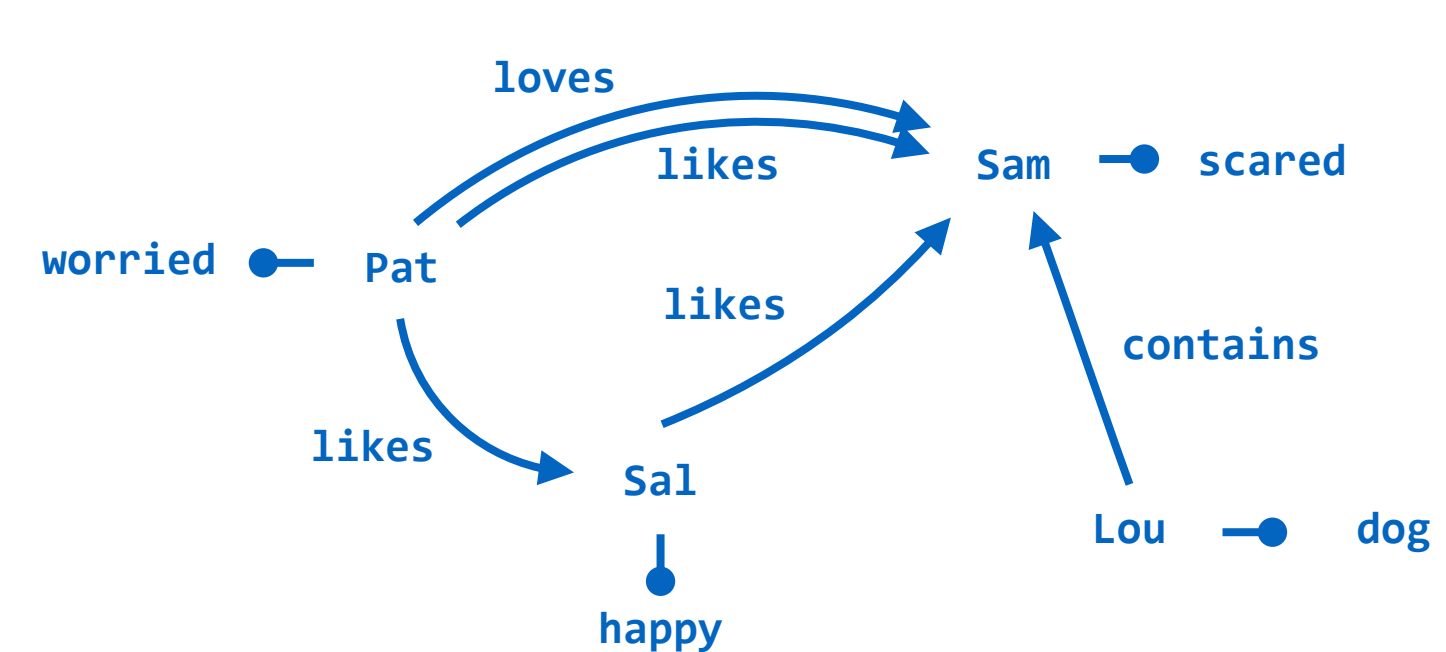 loves
likes
Sam
scared
worried
Pat
likes
contains
likes
Sal
Lou
dog
happy